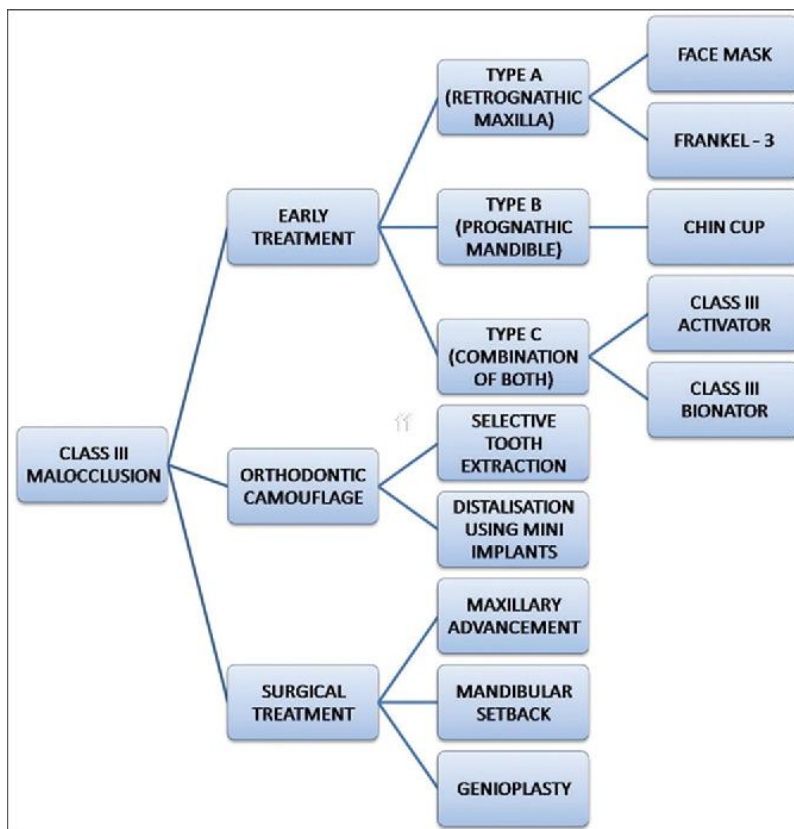 CLASS III
MALOCCLUSION
EARLY
TREATMENT
TYPE A
(RETROGNATHIC
MAXILLA)
FACE MASK
FRANKEL – 3
TYPE B
(PROGNATHIC
MANDIBLE)
CHIN CUP
TYPE C
(COMBINATION
OF BOTH)
CLASS III
ACTIVATOR
CLASS III
BIONATOR
ORTHODONTIC
CAMOUFLAGE
SELECTIVE
TOOTH
EXTRACTION
DISTALISATION
USING MINI
IMPLANTS
SURGICAL
TREATMENT
MAXILLARY
ADVANCEMENT
MANDIBULAR
SETBACK
GENIOPLASTY